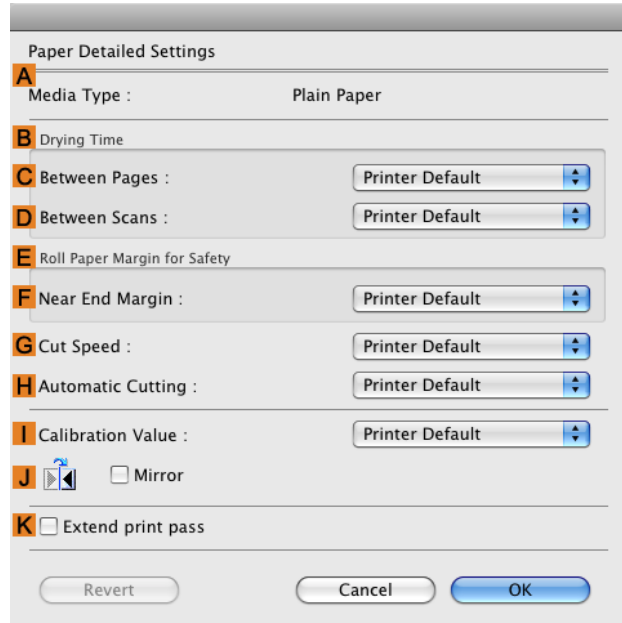 Paper Detailed Settings
A
Media Type : Plain Paper
B Drying Time
C Between Pages : Printer Default
D Between Scans : Printer Default
E Roll Paper Margin for Safety
F Near End Margin : Printer Default
G Cut Speed : Printer Default
H Automatic Cutting : Printer Default
I Calibration Value : Printer Default
J Mirror
K Extend print pass
Revert Cancel OK